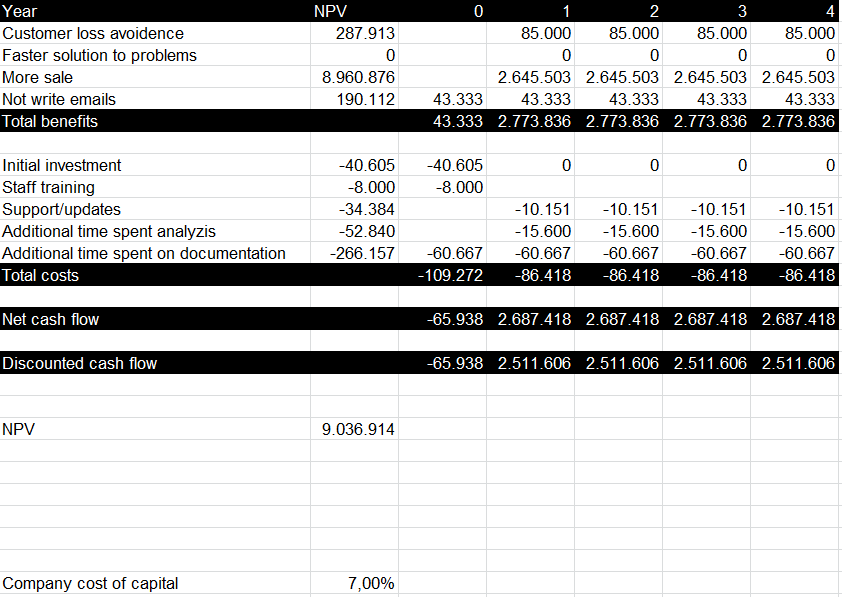 Year NPV 0 1 2 3 4
Customer loss avoidence 287.913 85.000 85.000 85.000 85.000
Faster solution to problems 0 0 0 0 0
More sale 8.960.876 2.645.503 2.645.503 2.645.503 2.645.503
Not write emails 190.112 43.333 43.333 43.333 43.333 43.333
Total benefits 43.333 2.773.836 2.773.836 2.773.836 2.773.836
Initial investment -40.605 -40.605 0 0 0 0
Staff training -8.000 -8.000
Support/updates -34.384 -10.151 -10.151 -10.151 -10.151
Additional time spent analyzis -52.840 -15.600 -15.600 -15.600 -15.600
Additional time spent on documentation -266.157 -60.667 -60.667 -60.667 -60.667 -60.667
Total costs -109.272 -86.418 -86.418 -86.418 -86.418
Net cash flow -65.938 2.687.418 2.687.418 2.687.418 2.687.418
Discounted cash flow -65.938 2.511.606 2.511.606 2.511.606 2.511.606
NPV 9.036.914
Company cost of capital 7,00%